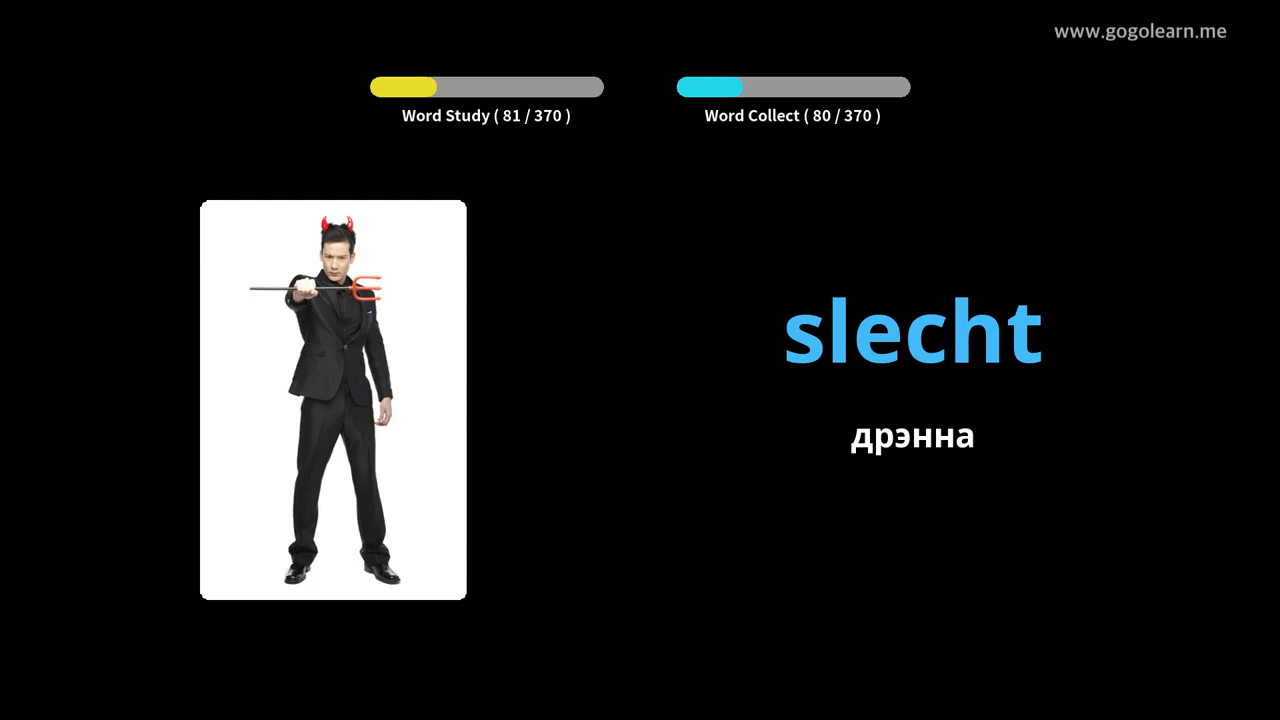 www.gogolearn.me
Word Study ( 81 / 370 )
Word Collect ( 80 / 370 )
slecht
дрэнна